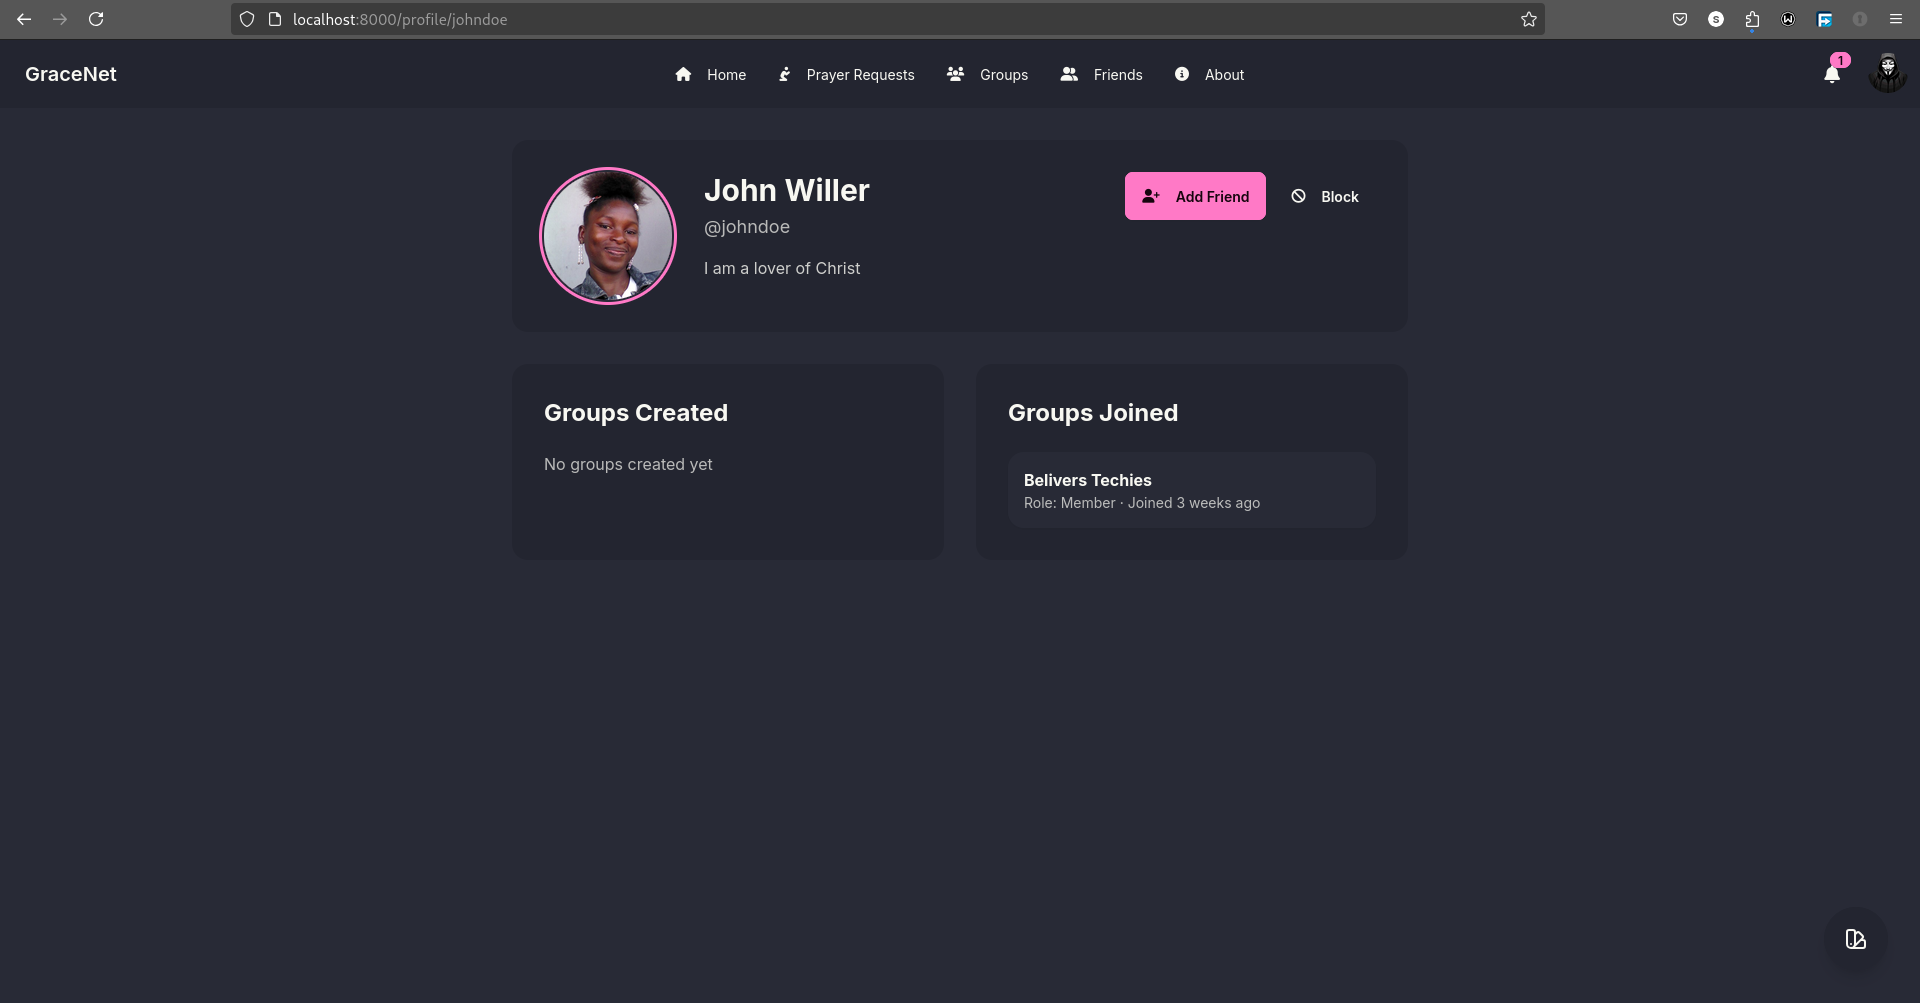 localhost:8000/profile/johndoe
S
W
GraceNet
Home
Prayer Requests
Groups
Friends
About
1
John Willer
@johndoe
I am a lover of Christ
Add Friend
Block
Groups Created
No groups created yet
Groups Joined
Belivers Techies
Role: Member · Joined 3 weeks ago